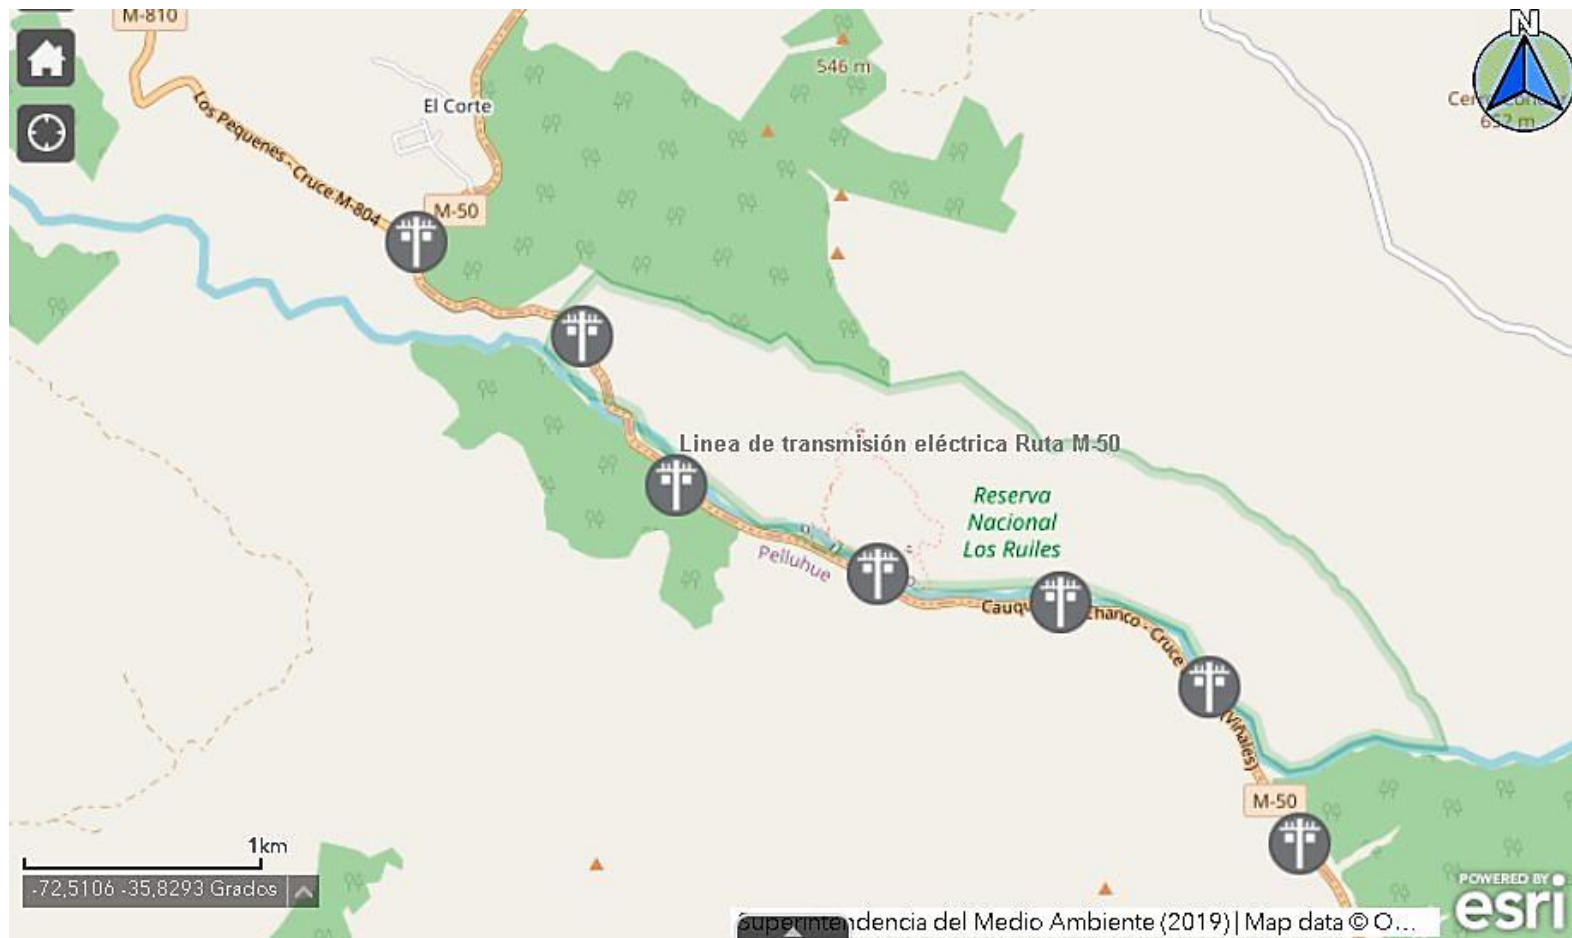 M-810
N
546 m
El Corte
Los Pequenes - Cruce M-804
M-50
Linea de transmisión eléctrica Ruta M-50
Reserva
Nacional
Los Ruiles
Pelluhue
Chanco - Cruce
(Viñales)
M-50
1km
-72,5106 -35,8293 Grados
POWERED BY
esri
Superintendencia del Medio Ambiente (2019) | Map data © O...